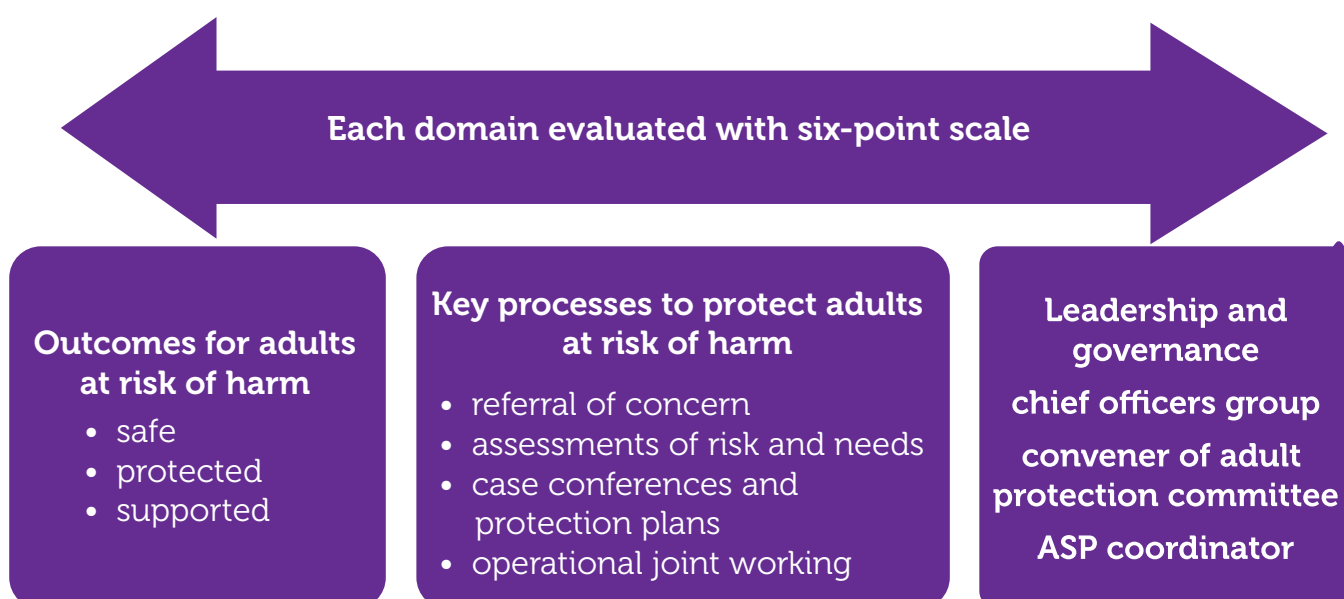 Each domain evaluated with six-point scale
Outcomes for adults
at risk of harm
• safe
• protected
• supported
Key processes to protect adults
at risk of harm
• referral of concern
• assessments of risk and needs
• case conferences and
protection plans
• operational joint working
Leadership and
governance
chief officers group
convener of adult
protection committee
ASP coordinator